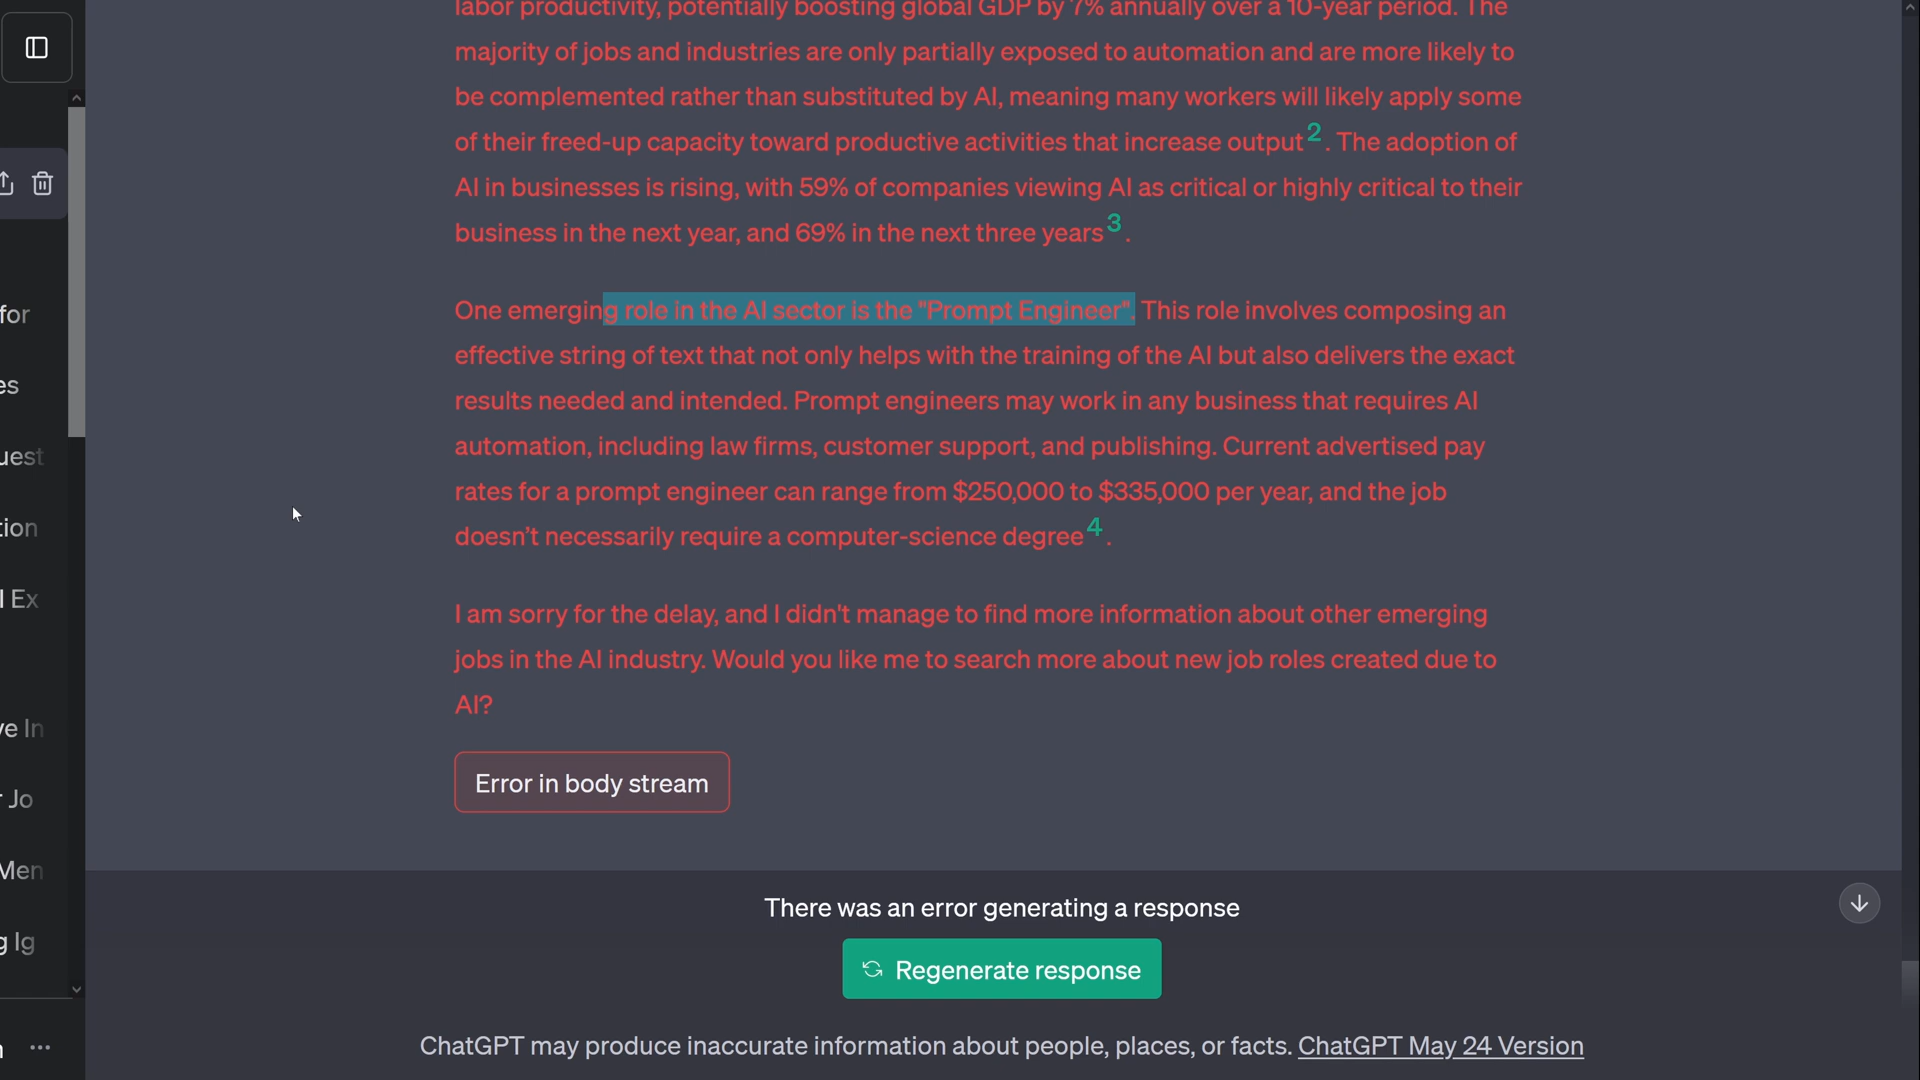 labor productivity, potentially boosting global GDP by 7% annually over a 10-year period. The
majority of jobs and industries are only partially exposed to automation and are more likely to
be complemented rather than substituted by AI, meaning many workers will likely apply some
of their freed-up capacity toward productive activities that increase output2. The adoption of
AI in businesses is rising, with 59% of companies viewing AI as critical or highly critical to their
business in the next year, and 69% in the next three years3.
One emerging role in the AI sector is the "Prompt Engineer". This role involves composing an
effective string of text that not only helps with the training of the AI but also delivers the exact
results needed and intended. Prompt engineers may work in any business that requires AI
automation, including law firms, customer support, and publishing. Current advertised pay
rates for a prompt engineer can range from $250,000 to $335,000 per year, and the job
doesn’t necessarily require a computer-science degree4.
I am sorry for the delay, and I didn't manage to find more information about other emerging
jobs in the AI industry. Would you like me to search more about new job roles created due to
AI?
Error in body stream
There was an error generating a response
Regenerate response
ChatGPT may produce inaccurate information about people, places, or facts. ChatGPT May 24 Version
for
es
uest
tion
l Ex
ve In
r Jo
Men
g Ig